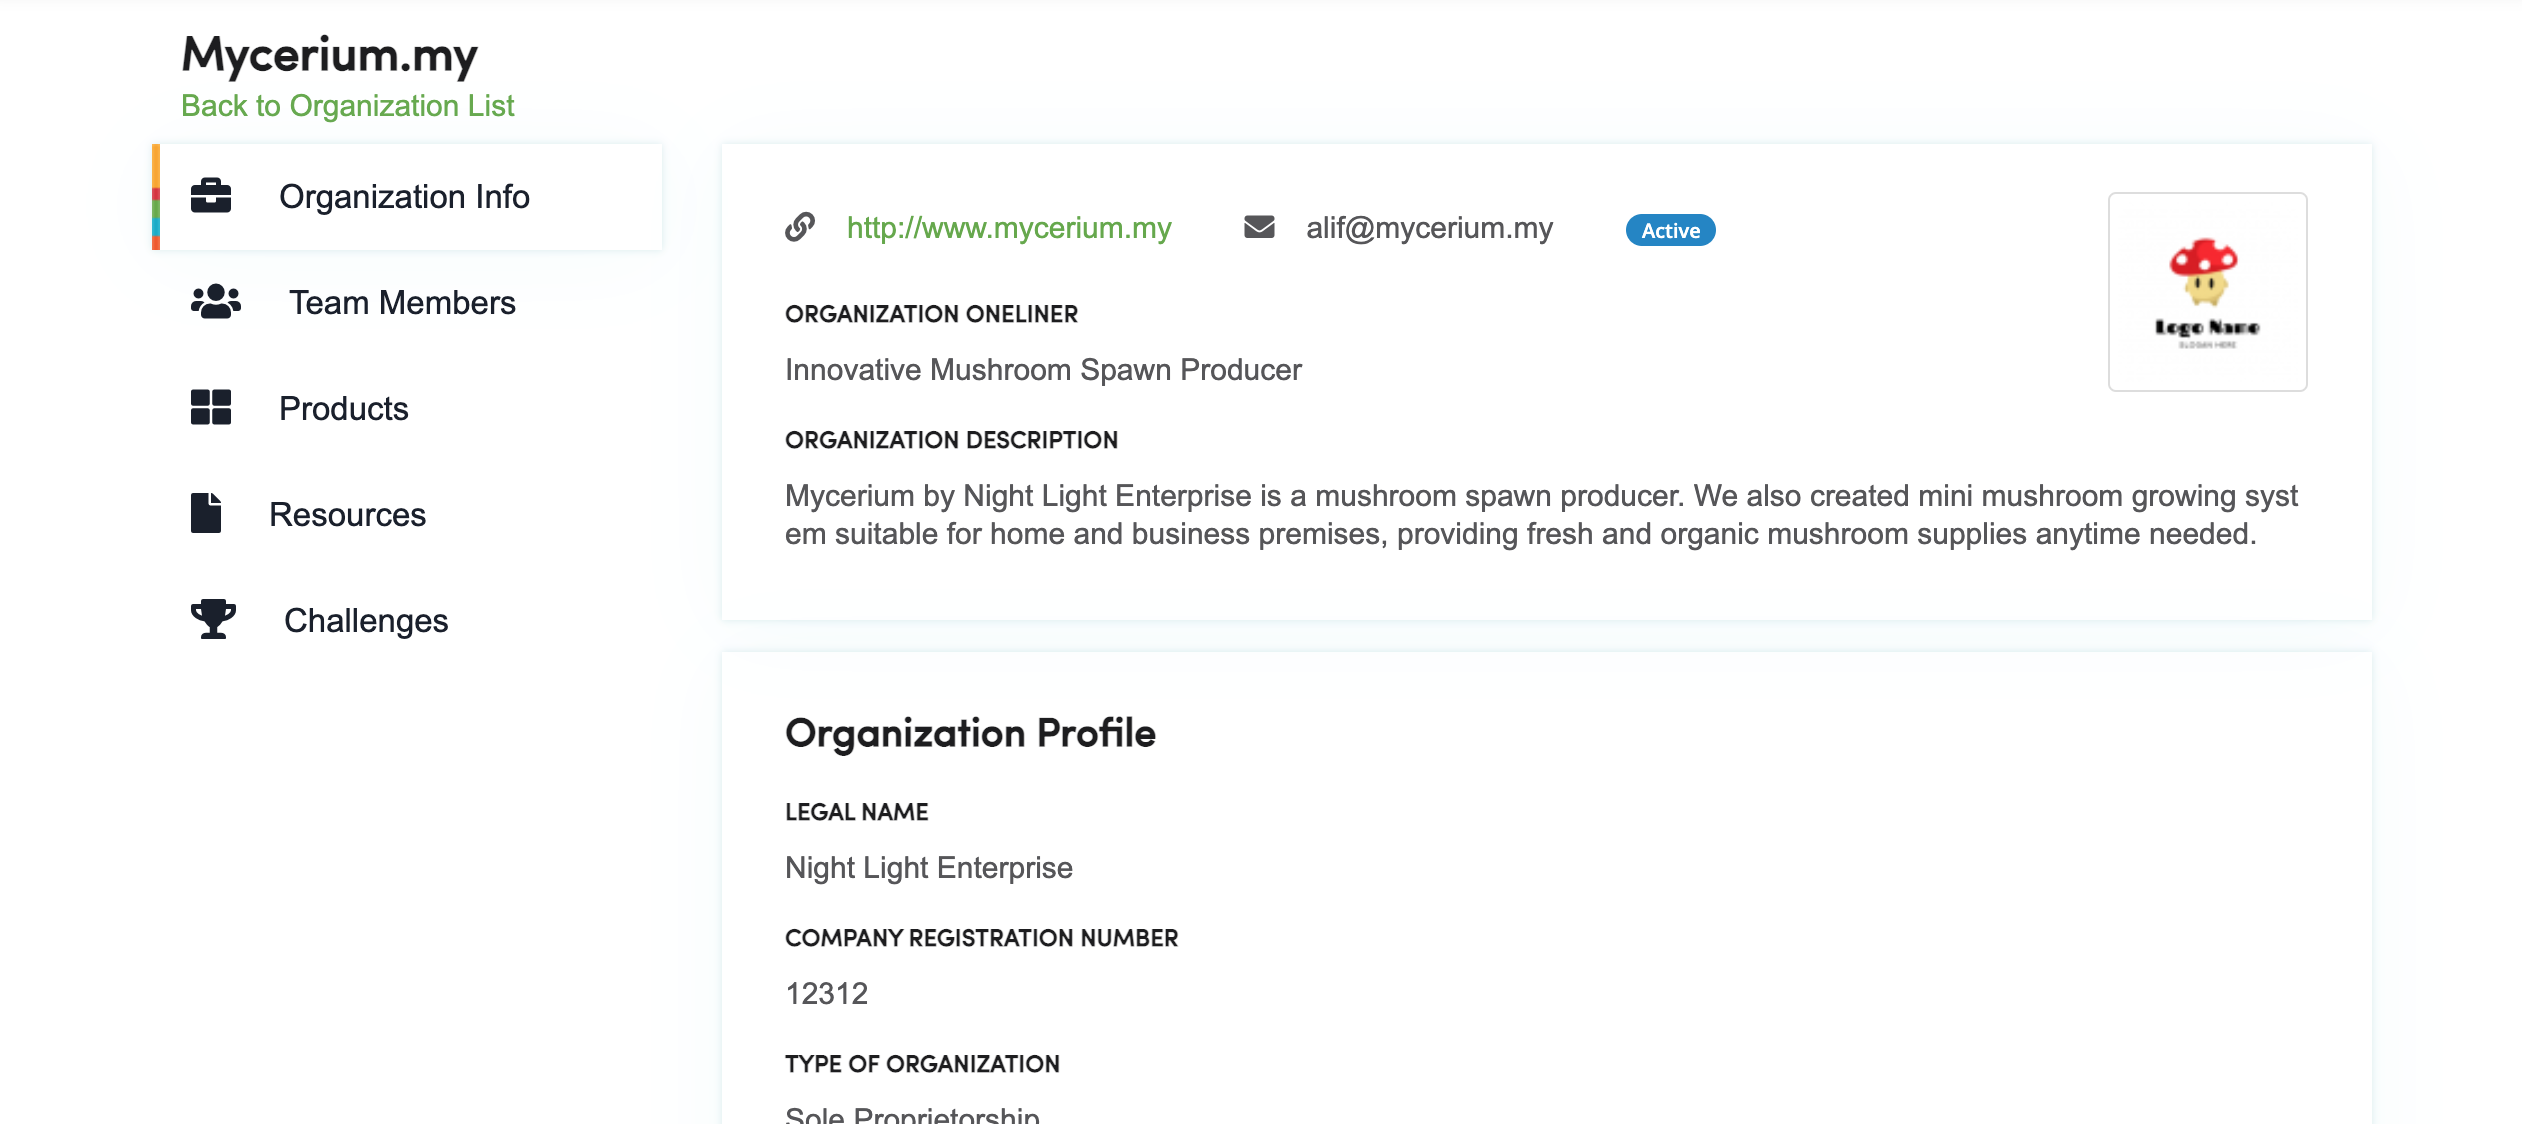 Mycerium.my
Back to Organization List
Organization Info
Team Members
Products
Resources
Challenges
http://www.mycerium.my
alif@mycerium.my
Active
Logo Name
SLOGAN HERE
ORGANIZATION ONELINER
Innovative Mushroom Spawn Producer
ORGANIZATION DESCRIPTION
Mycerium by Night Light Enterprise is a mushroom spawn producer. We also created mini mushroom growing syst
em suitable for home and business premises, providing fresh and organic mushroom supplies anytime needed.
Organization Profile
LEGAL NAME
Night Light Enterprise
COMPANY REGISTRATION NUMBER
12312
TYPE OF ORGANIZATION
Sole Proprietorship